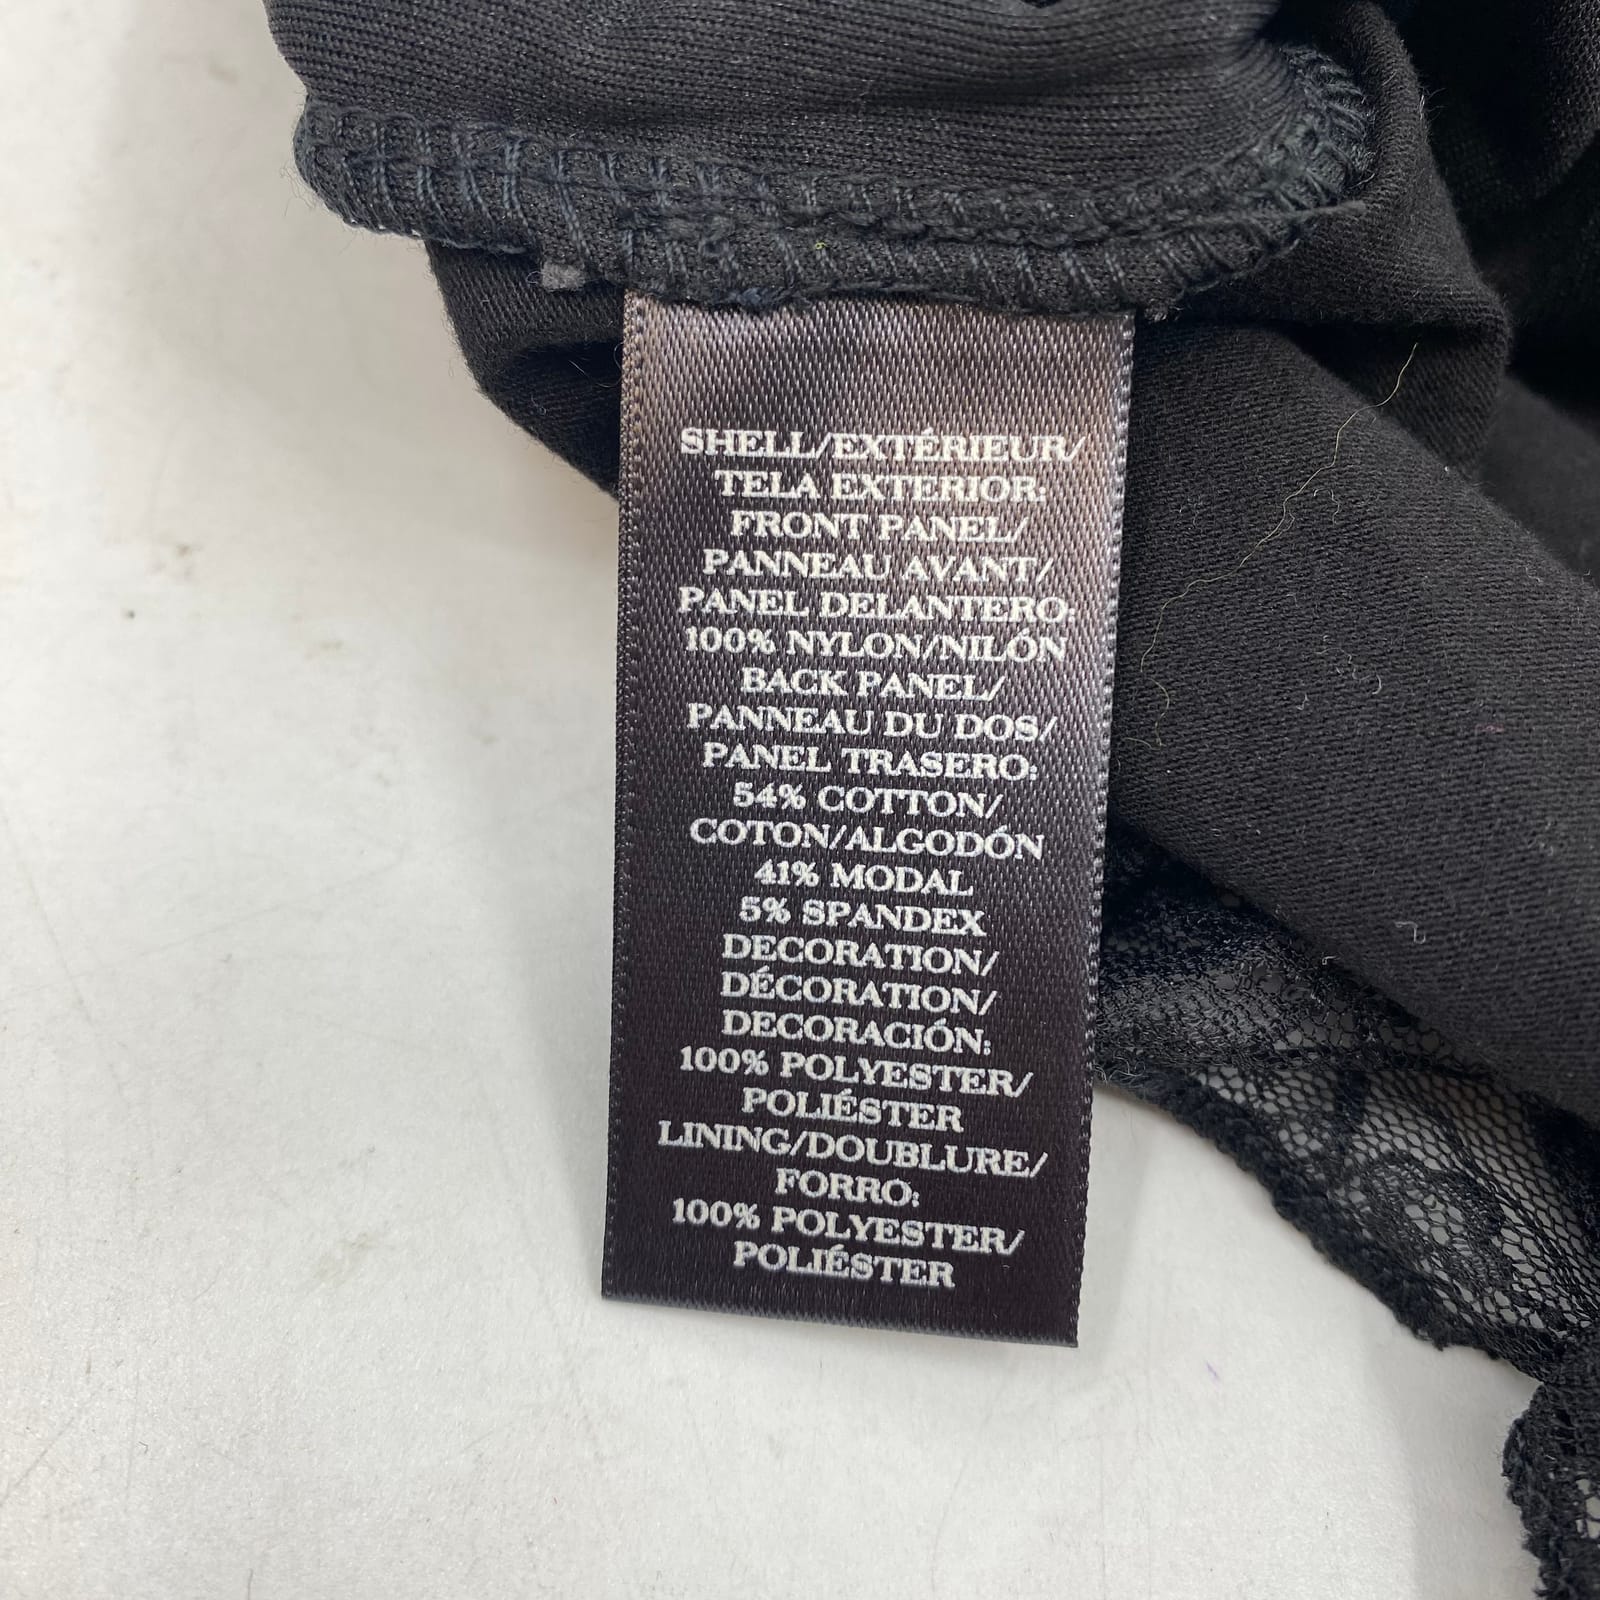 SHELL/EXTÉRIEUR/
TELA EXTERIOR:
FRONT PANEL/
PANNEAU AVANT/
PANEL DELANTERO:
100% NYLON/NILÓN
BACK PANEL/
PANNEAU DU DOS/
PANEL TRASERO:
54% COTTON/
COTON/ALGODÓN
41% MODAL
5% SPANDEX
DECORATION/
DÉCORATION/
DECORACIÓN:
100% POLYESTER/
POLIÉSTER
LINING/DOUBLURE/
FORRO:
100% POLYESTER/
POLIÉSTER